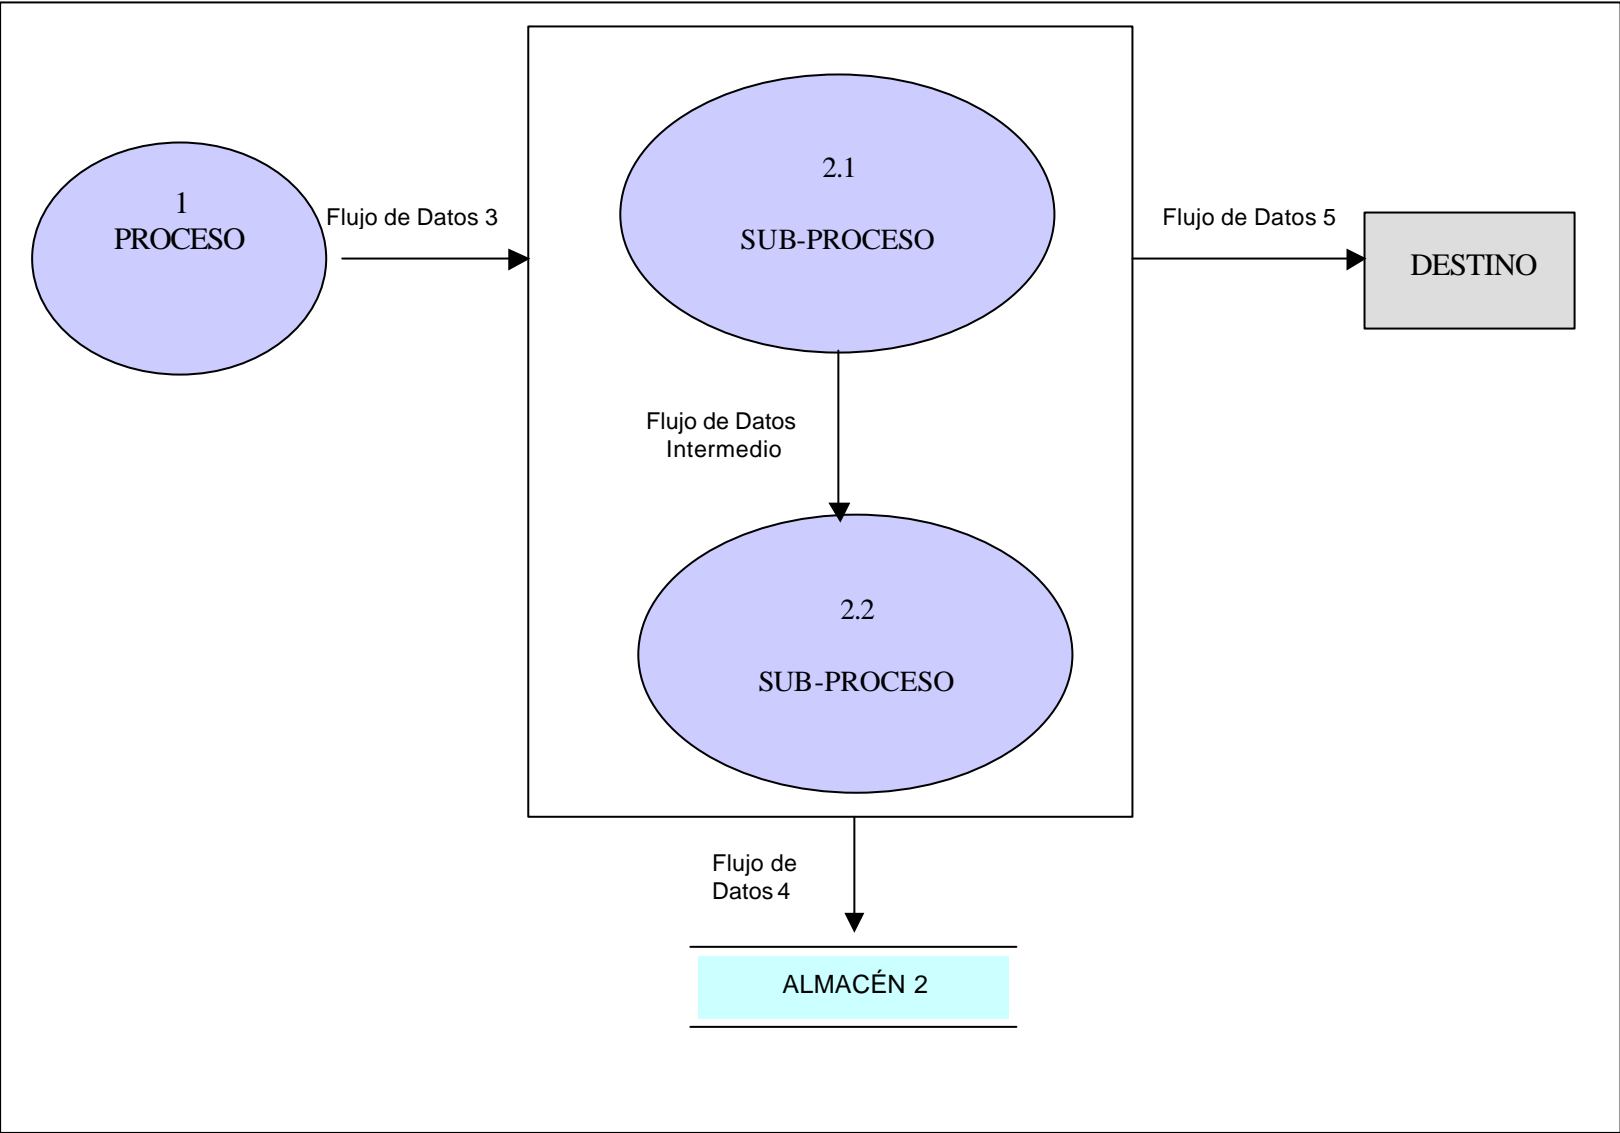 1
PROCESO
Flujo de Datos 3
2.1
SUB-PROCESO
Flujo de Datos 5
DESTINO
Flujo de Datos
Intermedio
2.2
SUB-PROCESO
Flujo de
Datos 4
ALMACÉN 2